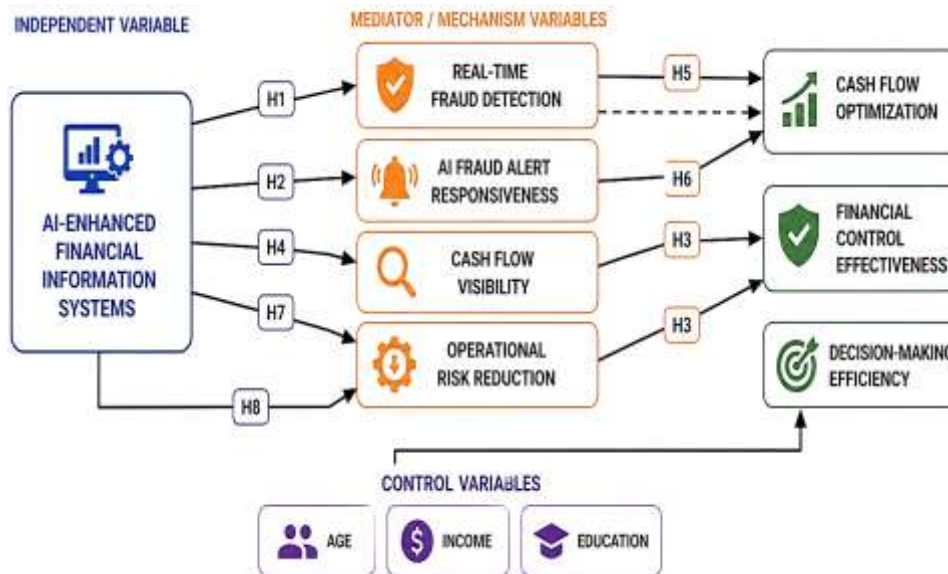 INDEPENDENT VARIABLE
MEDIATOR / MECHANISM VARIABLES
AI-ENHANCED
FINANCIAL
INFORMATION
SYSTEMS
H1
H2
H4
H7
H8
REAL-TIME
FRAUD DETECTION
AI FRAUD ALERT
RESPONSIVENESS
CASH FLOW
VISIBILITY
OPERATIONAL
RISK REDUCTION
H5
H6
H3
H3
CASH FLOW
OPTIMIZATION
FINANCIAL
CONTROL
EFFECTIVENESS
DECISION-MAKING
EFFICIENCY
CONTROL VARIABLES
AGE
INCOME
EDUCATION